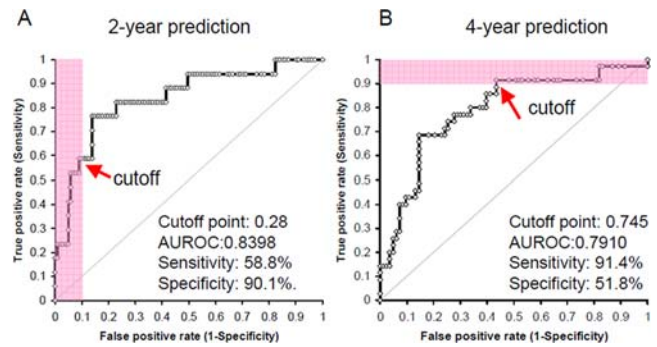 A
2-year prediction
True positive rate (Sensitivity)
1
0.9
0.8
0.7
0.6
0.5
0.4
0.3
0.2
0.1
0
cutoff
Cutoff point: 0.28
AUROC:0.8398
Sensitivity: 58.8%
Specificity: 90.1%.
0 0.1 0.2 0.3 0.4 0.5 0.6 0.7 0.8 0.9 1
False positive rate (1-Specificity)
B
4-year prediction
True positive rate (Sensitivity)
1
0.9
0.8
0.7
0.6
0.5
0.4
0.3
0.2
0.1
0
cutoff
Cutoff point: 0.745
AUROC:0.7910
Sensitivity: 91.4%
Specificity: 51.8%
0 0.1 0.2 0.3 0.4 0.5 0.6 0.7 0.8 0.9 1
False positive rate (1-Specificity)